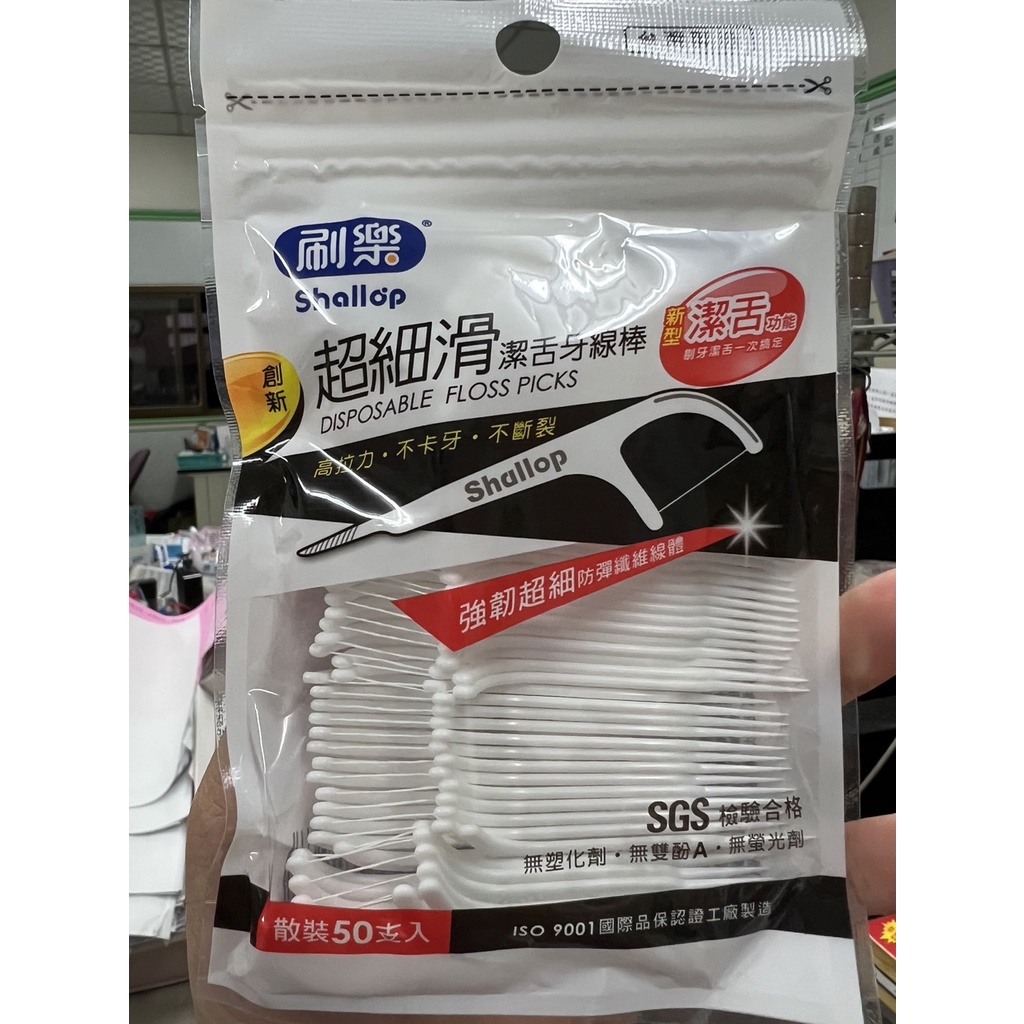 刷樂®
Shallop
創新
超細滑潔舌牙線棒
DISPOSABLE FLOSS PICKS
新型潔舌功能
剔牙潔舌一次搞定
高拉力・不卡牙・不斷裂
Shallop
強韌超細防彈纖維線體
SGS 檢驗合格
無塑化劑・無雙酚A・無螢光劑
散裝50支入
ISO 9001國際品保認證工廠製造